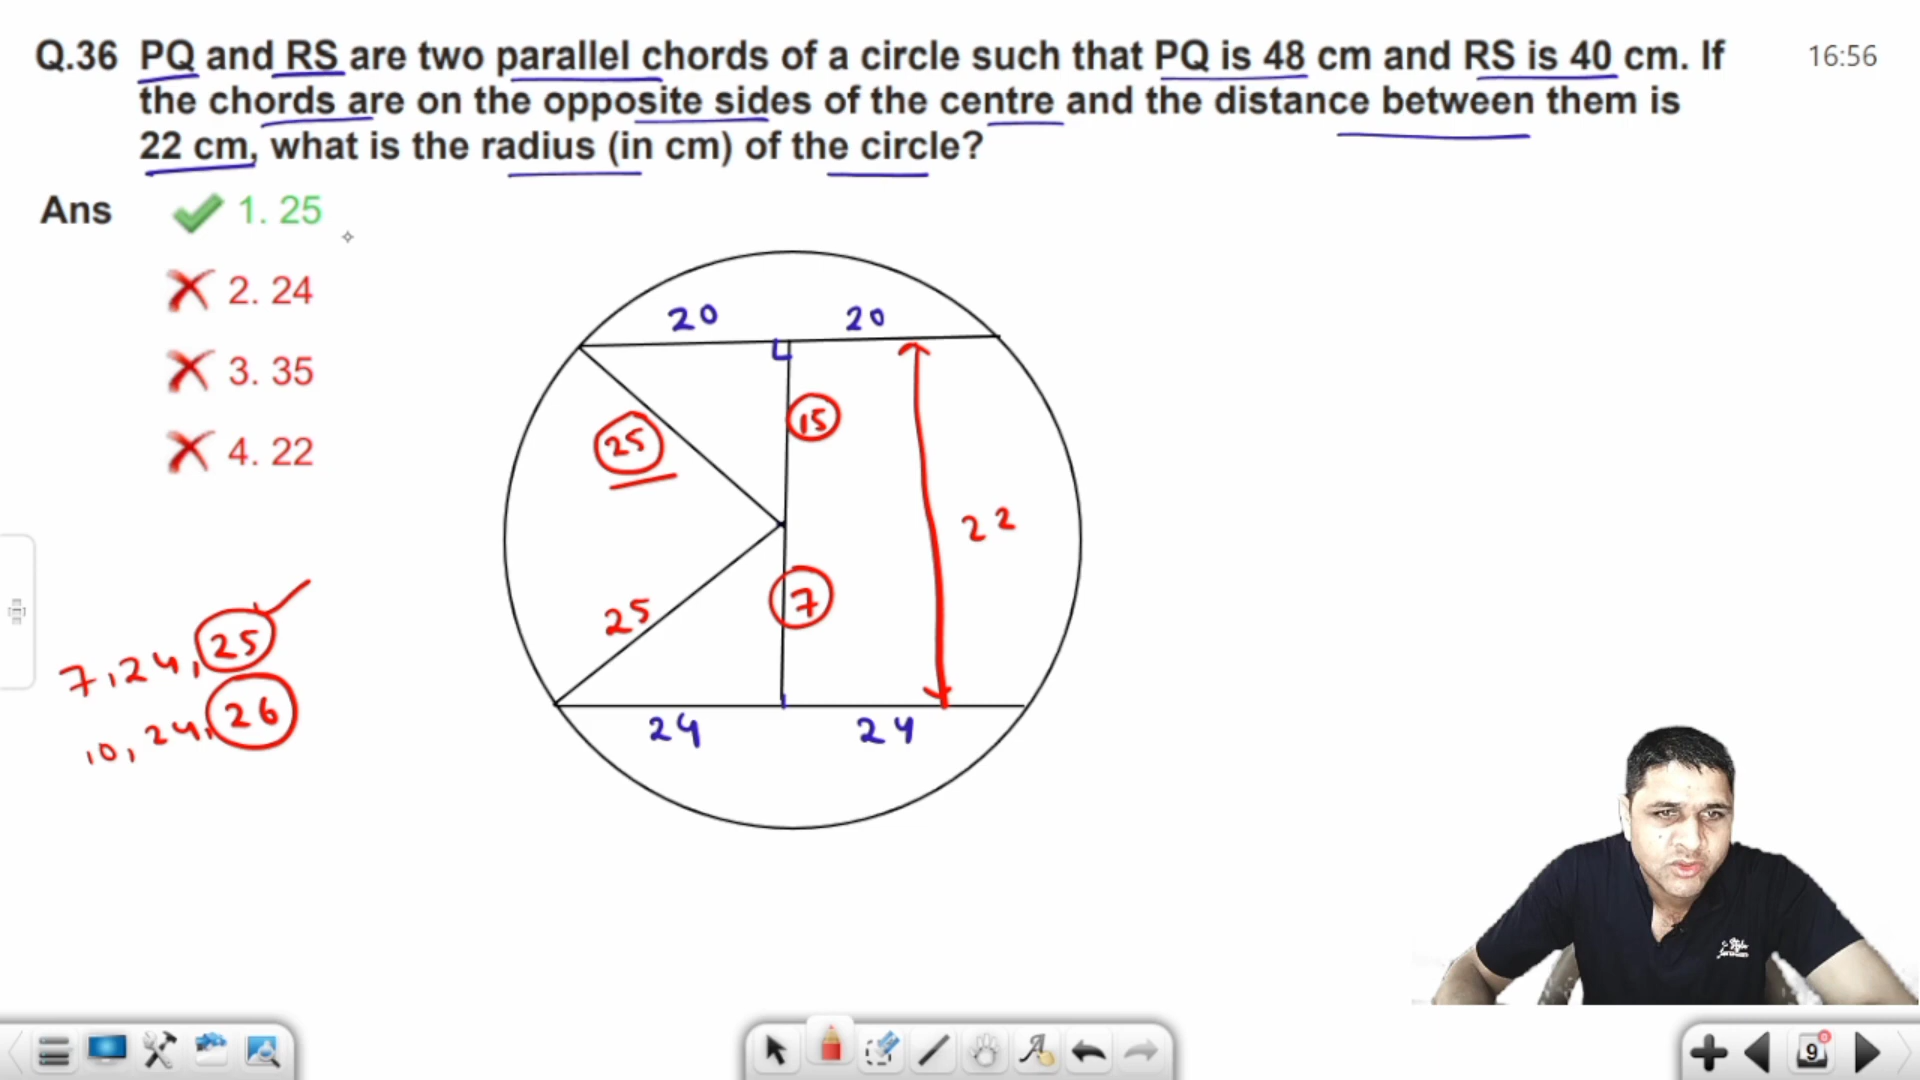 Q.36 PQ and RS are two parallel chords of a circle such that PQ is 48 cm and RS is 40 cm. If
16:56
the chords are on the opposite sides of the centre and the distance between them is
22 cm, what is the radius (in cm) of the circle?
Ans
1. 25
2. 24
3. 35
4. 22
20
20
15
25
22
7
25
7, 24, 25
10, 24, 26
24
24
9